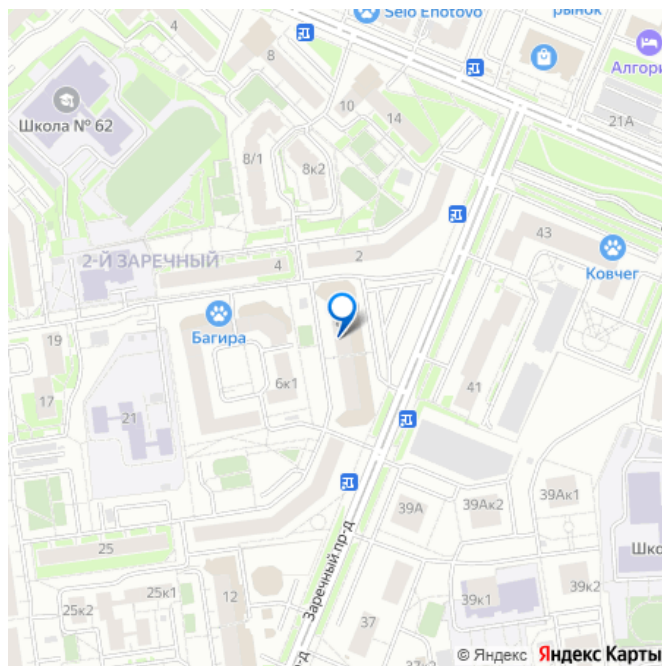 4
Selo Enotovo
рынок
8
Алгори
Школа № 62
10
14
21А
8/1
8к2
43
2
2-й ЗАРЕЧНЫЙ
4
Ковчег
Багира
19
6к1
41
17
21
39А
39Ак2
39Ак1
25
Шко
Заречный пр-д
25к1
12
39к2
25к2
39к1
37
-д
© Яндекс Яндекс Карты